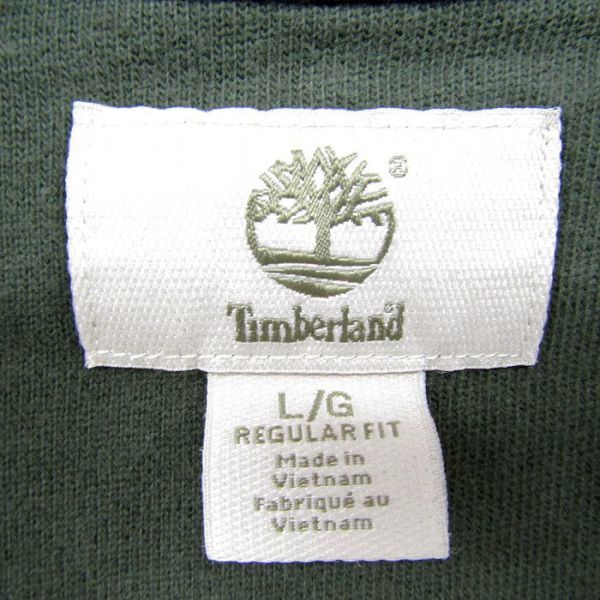 Timberland
L/G
REGULAR FIT
Made in
Vietnam
Fabriqué au
Vietnam